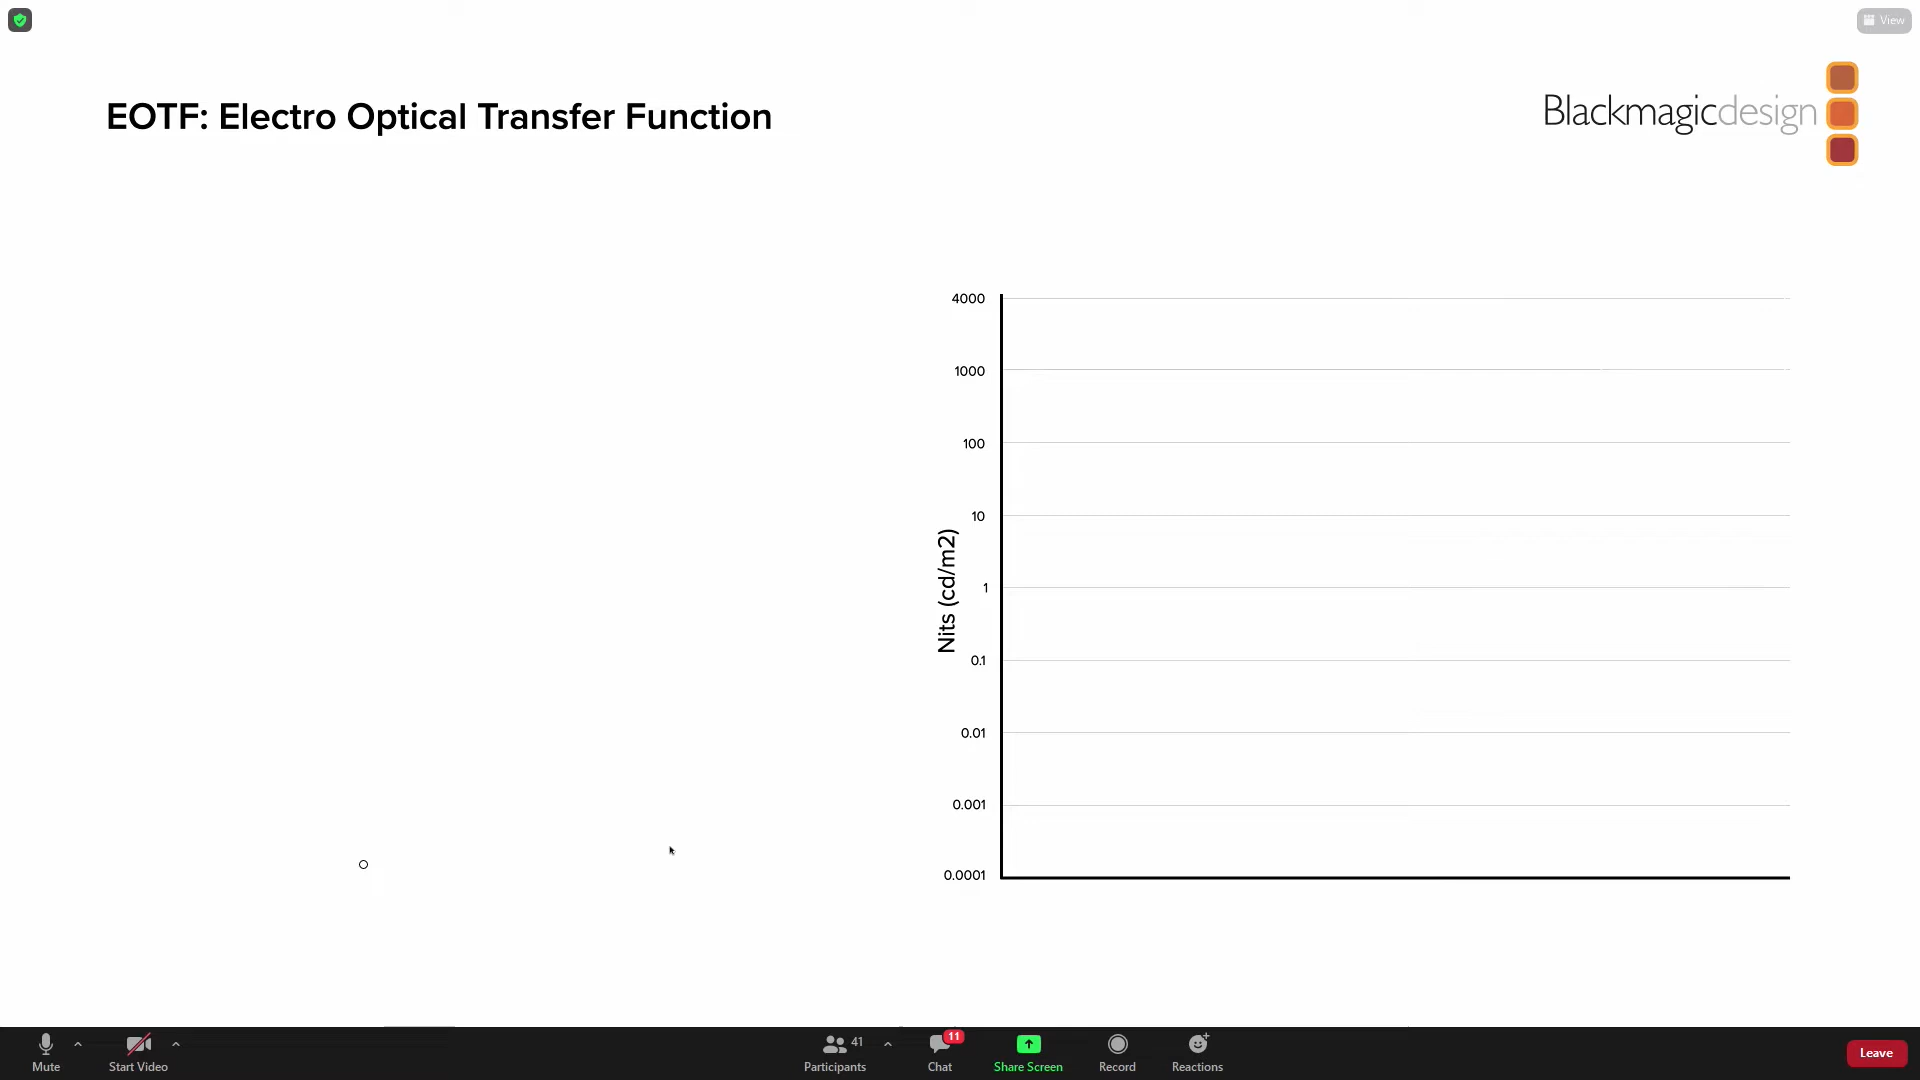 View
EOTF: Electro Optical Transfer Function
Blackmagicdesign
4000
1000
100
10
1
0.1
0.01
0.001
0.0001
Nits (cd/m2)
Mute
Start Video
Participants
41
Chat
11
Share Screen
Record
Reactions
Leave